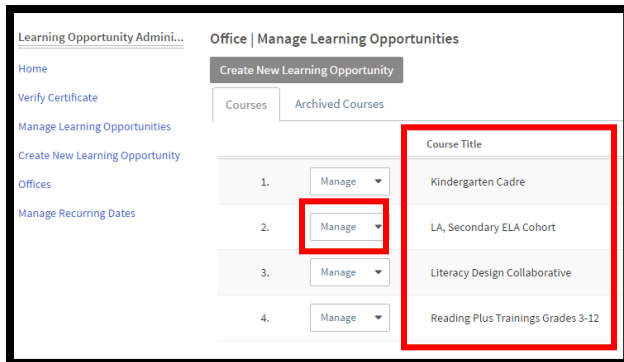 Learning Opportunity Admini...
Home
Verify Certificate
Manage Learning Opportunities
Create New Learning Opportunity
Offices
Manage Recurring Dates
Office | Manage Learning Opportunities
Create New Learning Opportunity
Courses Archived Courses
Course Title
1. Manage Kindergarten Cadre
2. Manage LA, Secondary ELA Cohort
3. Manage Literacy Design Collaborative
4. Manage Reading Plus Trainings Grades 3-12